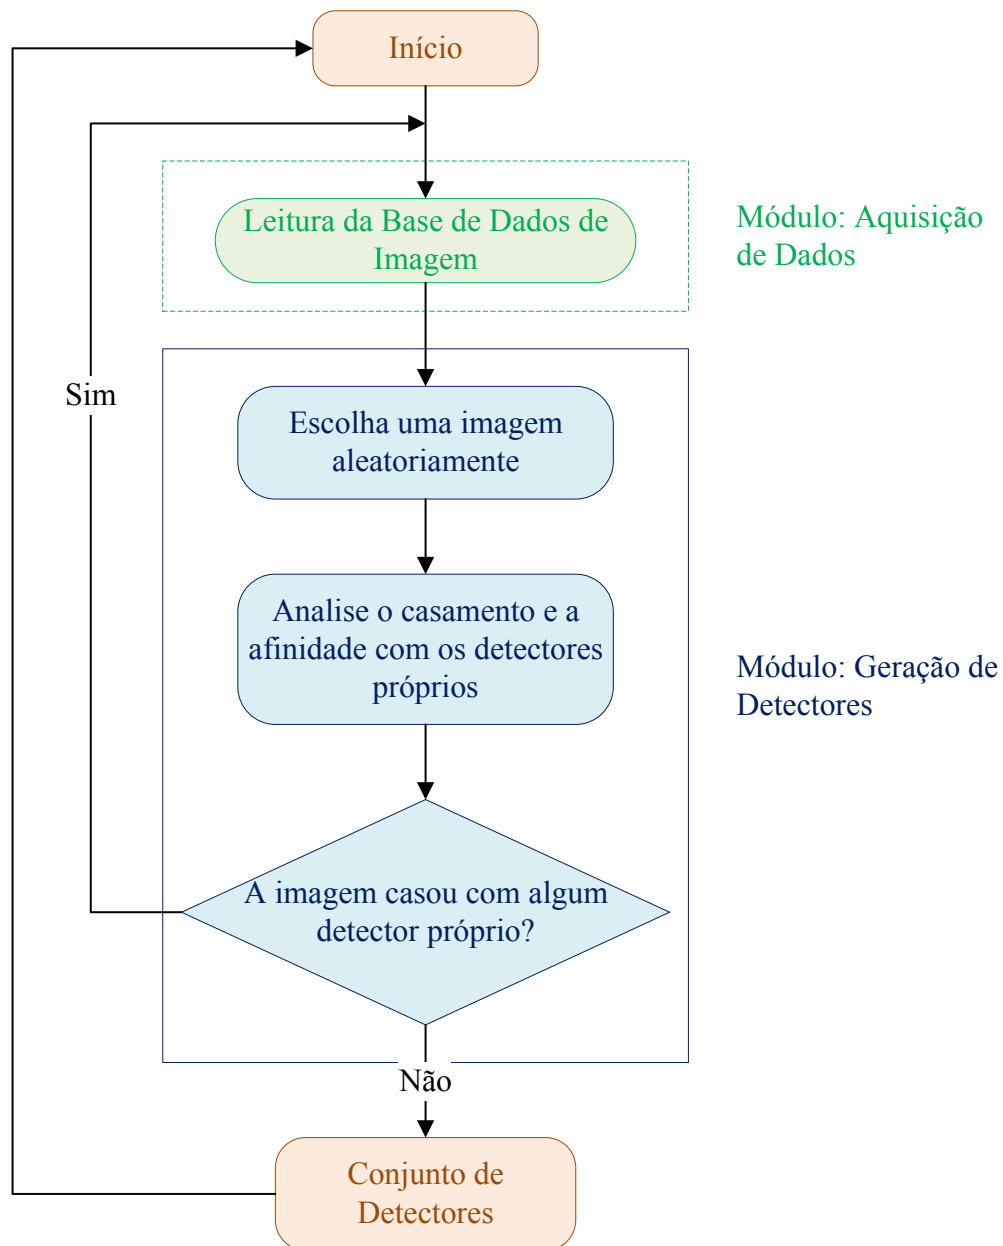 Início
Leitura da Base de Dados de
Imagem
Módulo: Aquisição
de Dados
Sim
Escolha uma imagem
aleatoriamente
Analise o casamento e a
afinidade com os detectores
próprios
Módulo: Geração de
Detectores
A imagem casou com algum
detector próprio?
Não
Conjunto de
Detectores